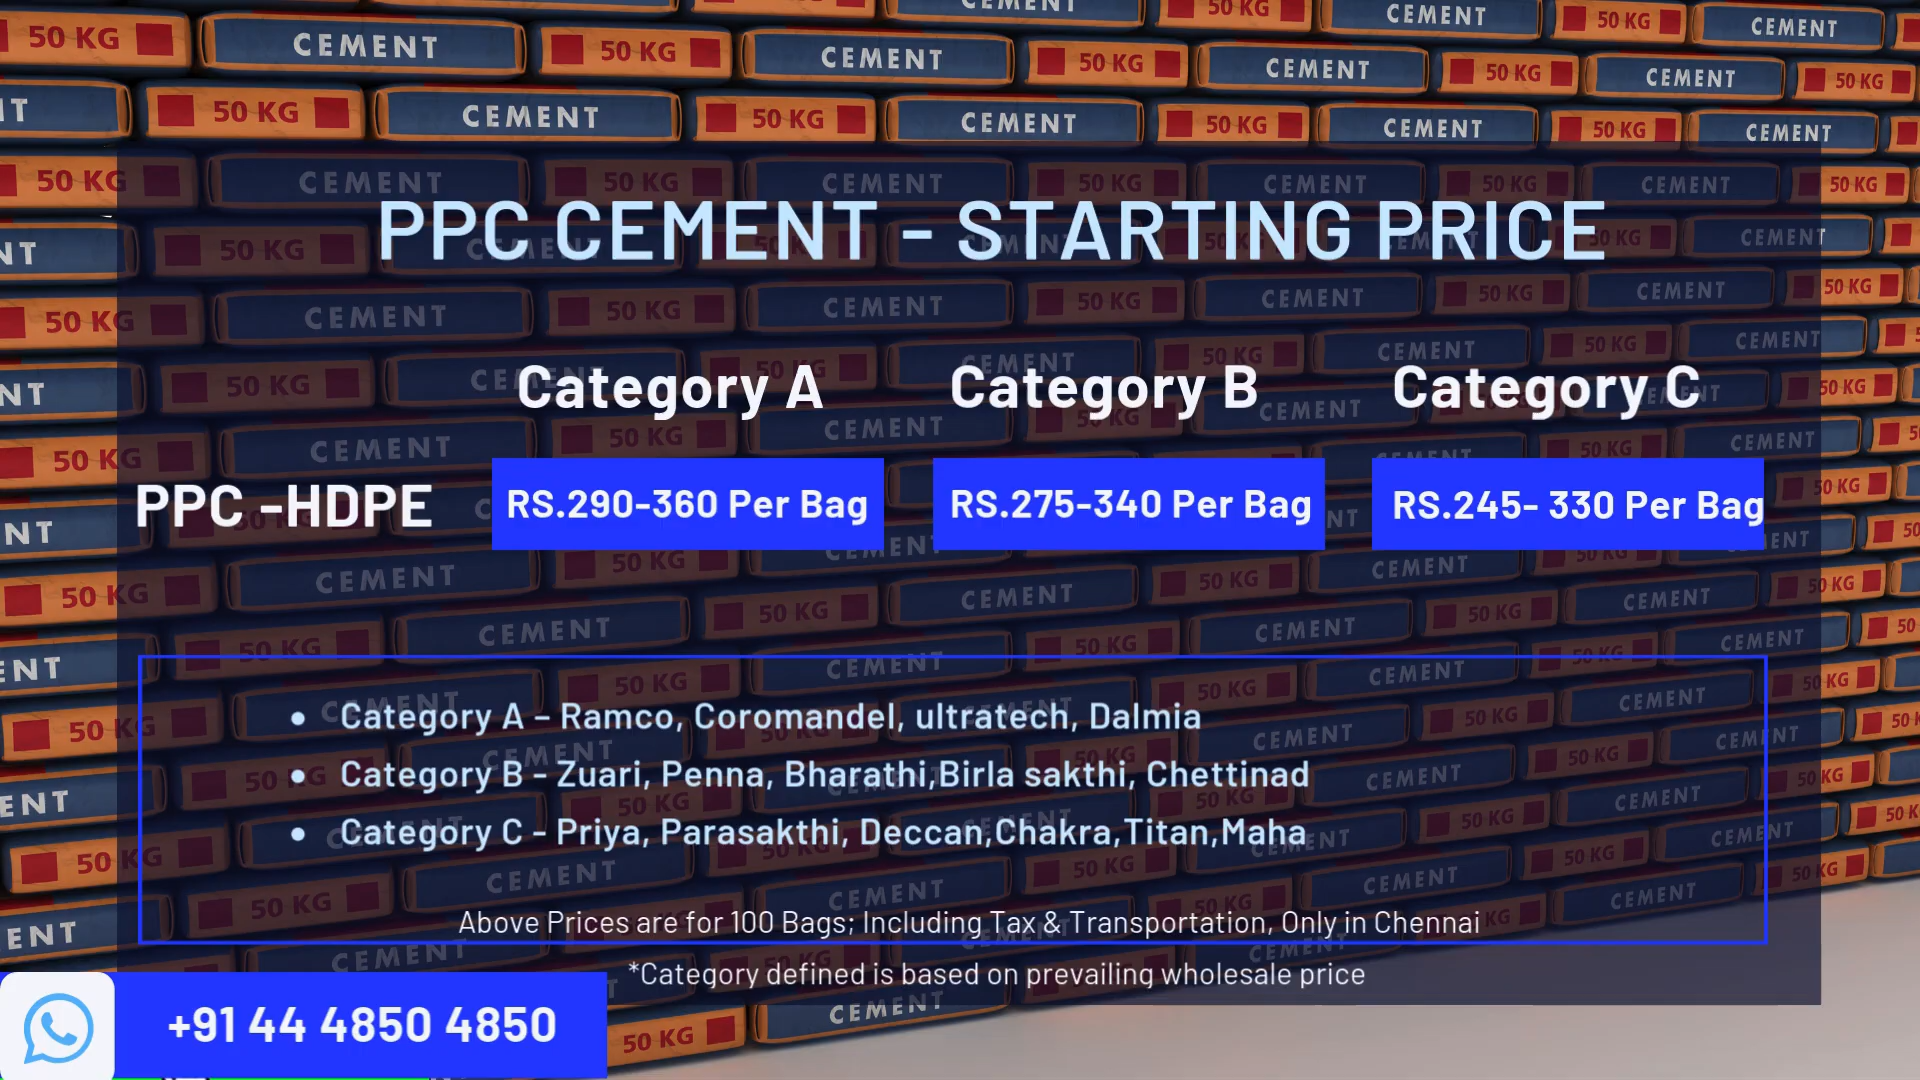 PPC CEMENT - STARTING PRICE
Category A Category B Category C
PPC -HDPE RS.290-360 Per Bag RS.275-340 Per Bag RS.245- 330 Per Bag
• Category A – Ramco, Coromandel, ultratech, Dalmia
• Category B - Zuari, Penna, Bharathi,Birla sakthi, Chettinad
• Category C - Priya, Parasakthi, Deccan,Chakra,Titan,Maha
Above Prices are for 100 Bags; Including Tax & Transportation, Only in Chennai
*Category defined is based on prevailing wholesale price
+91 44 4850 4850
CEMENT
50 KG